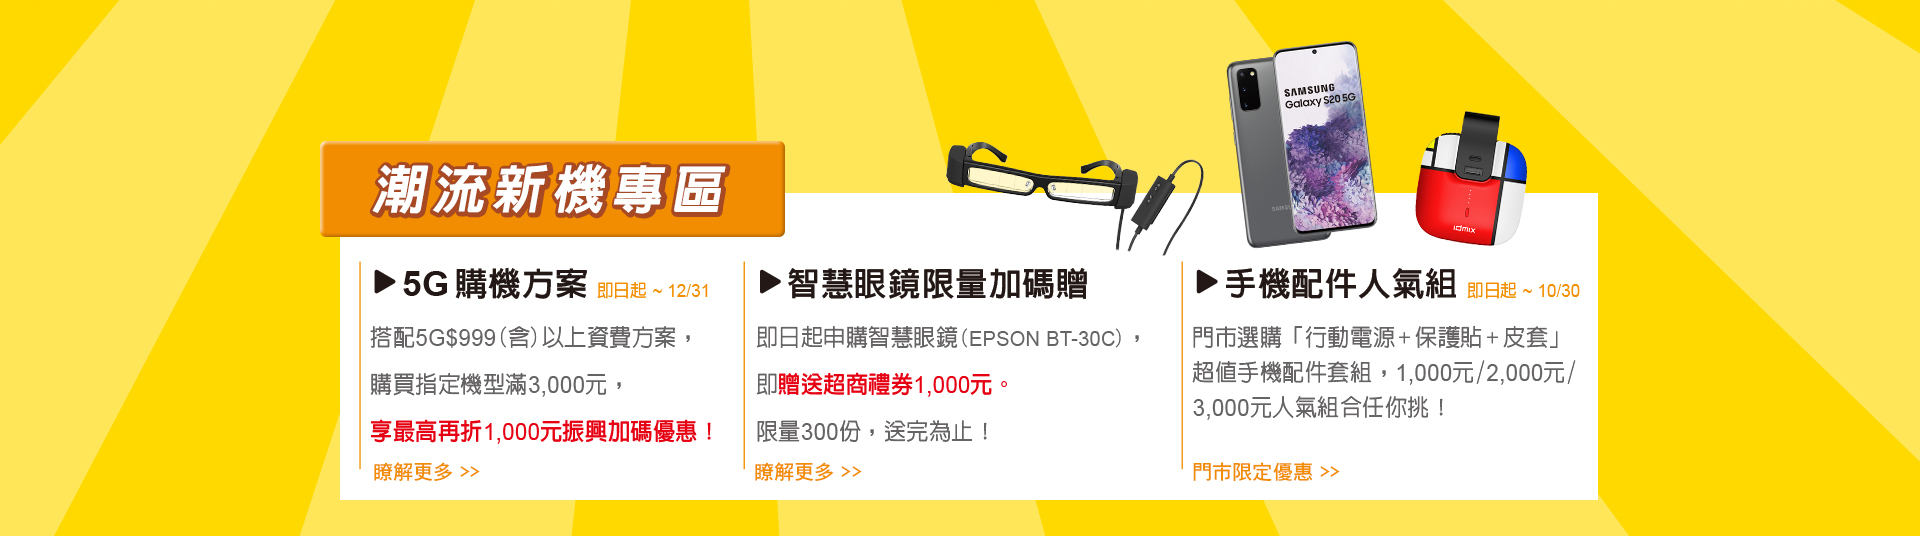 SAMSUNG
Galaxy S20 5G
idmix
潮流新機專區
▶5G 購機方案 即日起 ~ 12/31
搭配5G$999(含)以上資費方案，
購買指定機型滿3,000元，
享最高再折1,000元振興加碼優惠！
瞭解更多 >>
▶智慧眼鏡限量加碼贈
即日起申購智慧眼鏡(EPSON BT-30C)，
即贈送超商禮券1,000元。
限量300份，送完為止！
瞭解更多 >>
▶手機配件人氣組 即日起 ~ 10/30
門市選購「行動電源+保護貼+皮套」
超值手機配件套組，1,000元/2,000元/
3,000元人氣組合任你挑！
門市限定優惠 >>